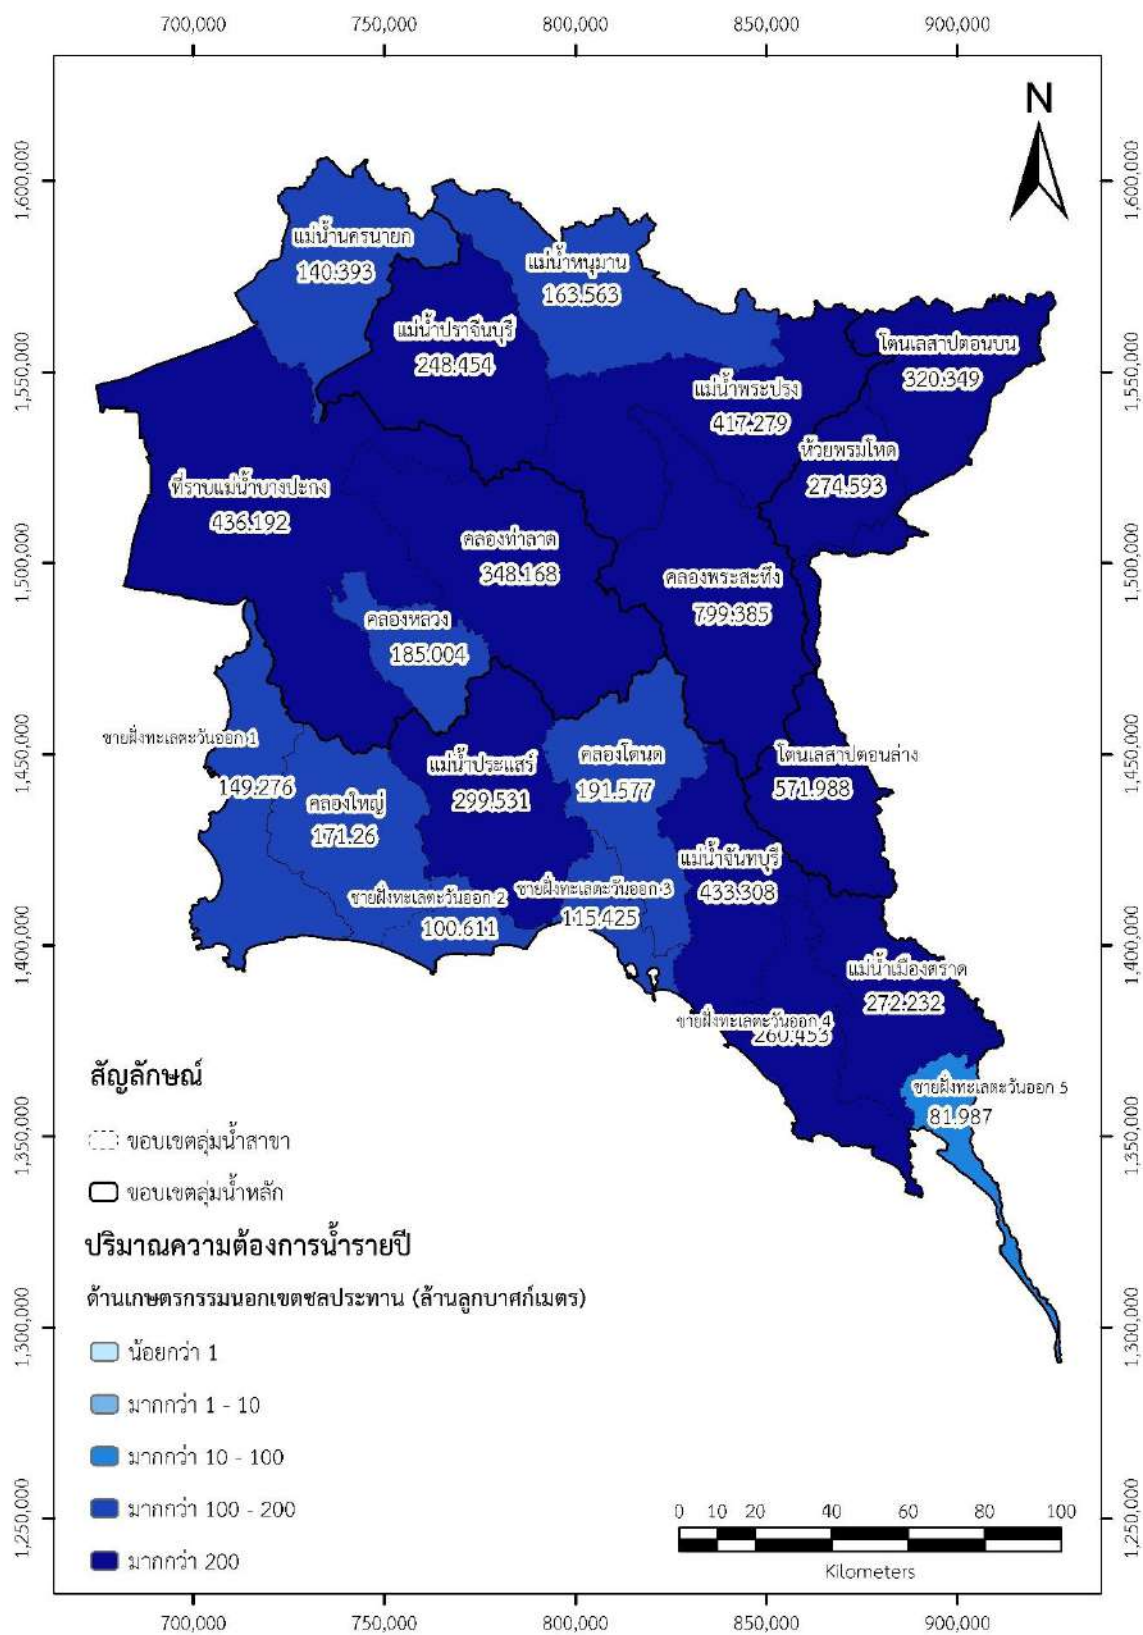 700,000 750,000 800,000 850,000 900,000
N
1,600,000 1,600,000
แม่น้ำนครนายก
140.393
แม่น้ำหนุมาน
163.563
แม่น้ำปราจีนบุรี
248.454
โตนเลสาปตอนบน
320.349
1,550,000 1,550,000
แม่น้ำพระปรง
417.279
ห้วยพรมโหด
274.593
ที่ราบแม่น้ำบางปะกง
436.192
คลองท่าลาด
348.168
1,500,000 1,500,000
คลองพระสะทึง
799.385
คลองหลวง
185.004
ชายฝั่งทะเลตะวันออก 1
149.276
1,450,000 1,450,000
แม่น้ำประแสร์
299.531
คลองโตนด
191.577
โตนเลสาปตอนล่าง
571.988
คลองใหญ่
171.26
แม่น้ำจันทบุรี
433.308
ชายฝั่งทะเลตะวันออก 2
100.611
ชายฝั่งทะเลตะวันออก 3
115.425
1,400,000 1,400,000
แม่น้ำเมืองตราด
272.232
ชายฝั่งทะเลตะวันออก 4
260.453
ชายฝั่งทะเลตะวันออก 5
81.987
1,350,000 1,350,000
สัญลักษณ์
ขอบเขตลุ่มน้ำสาขา
ขอบเขตลุ่มน้ำหลัก
ปริมาณความต้องการน้ำรายปี
ด้านเกษตรกรรมนอกเขตชลประทาน (ล้านลูกบาศก์เมตร)
1,300,000 1,300,000
น้อยกว่า 1
มากกว่า 1 - 10
มากกว่า 10 - 100
มากกว่า 100 - 200
มากกว่า 200
1,250,000 1,250,000
0 10 20 40 60 80 100
Kilometers
700,000 750,000 800,000 850,000 900,000